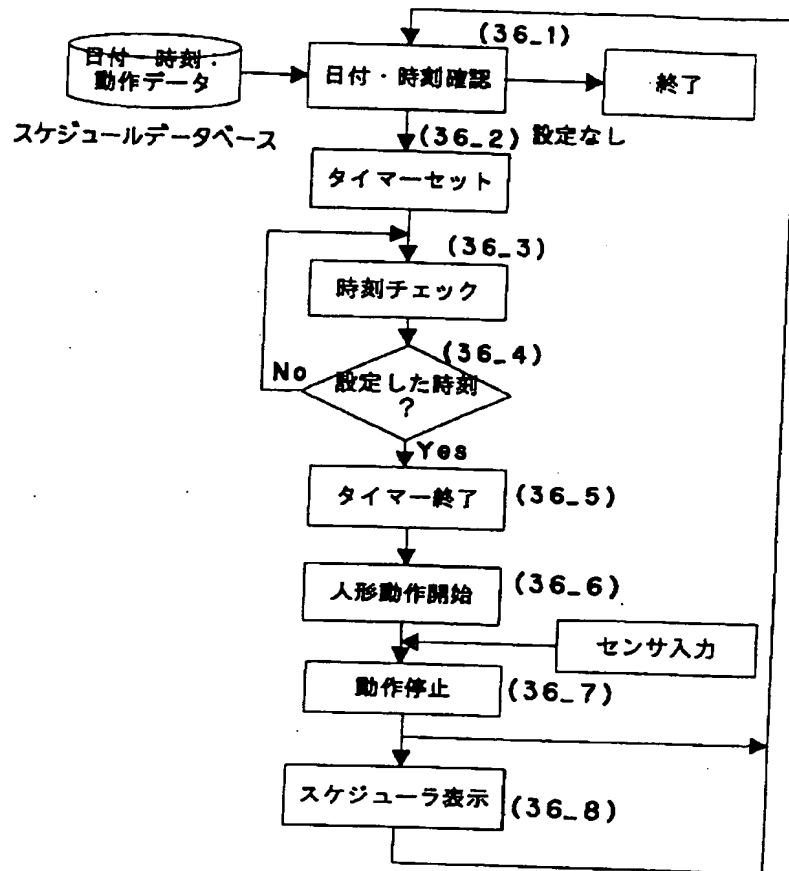 (36_1)
日付・時刻・
動作データ
日付・時刻確認
終了
スケジュールデータベース
(36_2) 設定なし
タイマーセット
(36_3)
時刻チェック
(36_4)
No
設定した時刻
?
Yes
タイマー終了
(36_5)
人形動作開始
(36_6)
センサ入力
動作停止
(36_7)
スケジューラ表示
(36_8)